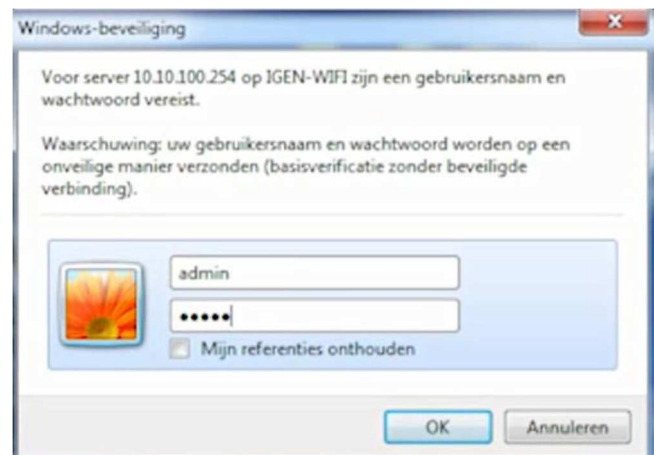 Windows-beveiliging
Voor server 10.10.100.254 op IGEN-WIFI zijn een gebruikersnaam en
wachtwoord vereist.
Waarschuwing: uw gebruikersnaam en wachtwoord worden op een
onveilige manier verzonden (basisverificatie zonder beveiligde
verbinding).
admin
•••••
Mijn referenties onthouden
OK
Annuleren